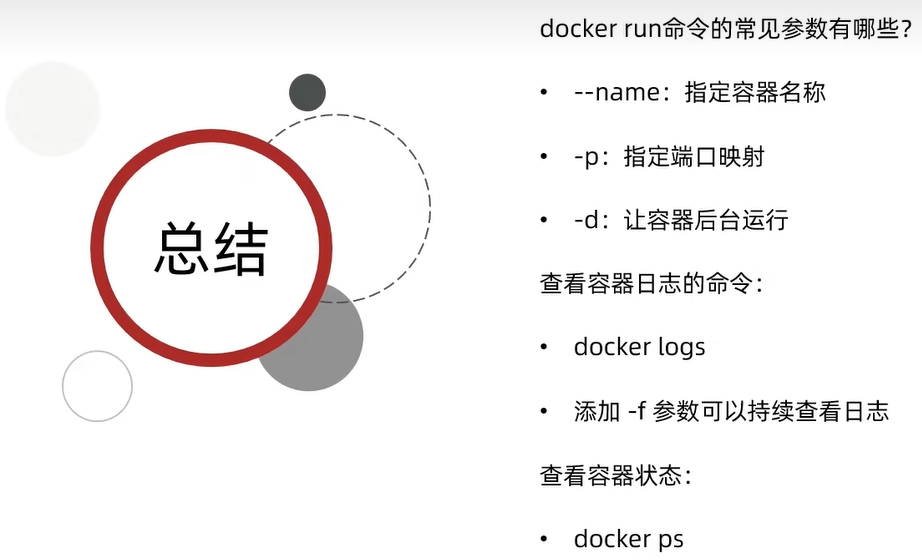 总结
docker run命令的常见参数有哪些？
• --name：指定容器名称
• -p：指定端口映射
• -d：让容器后台运行
查看容器日志的命令：
• docker logs
• 添加 -f 参数可以持续查看日志
查看容器状态：
• docker ps